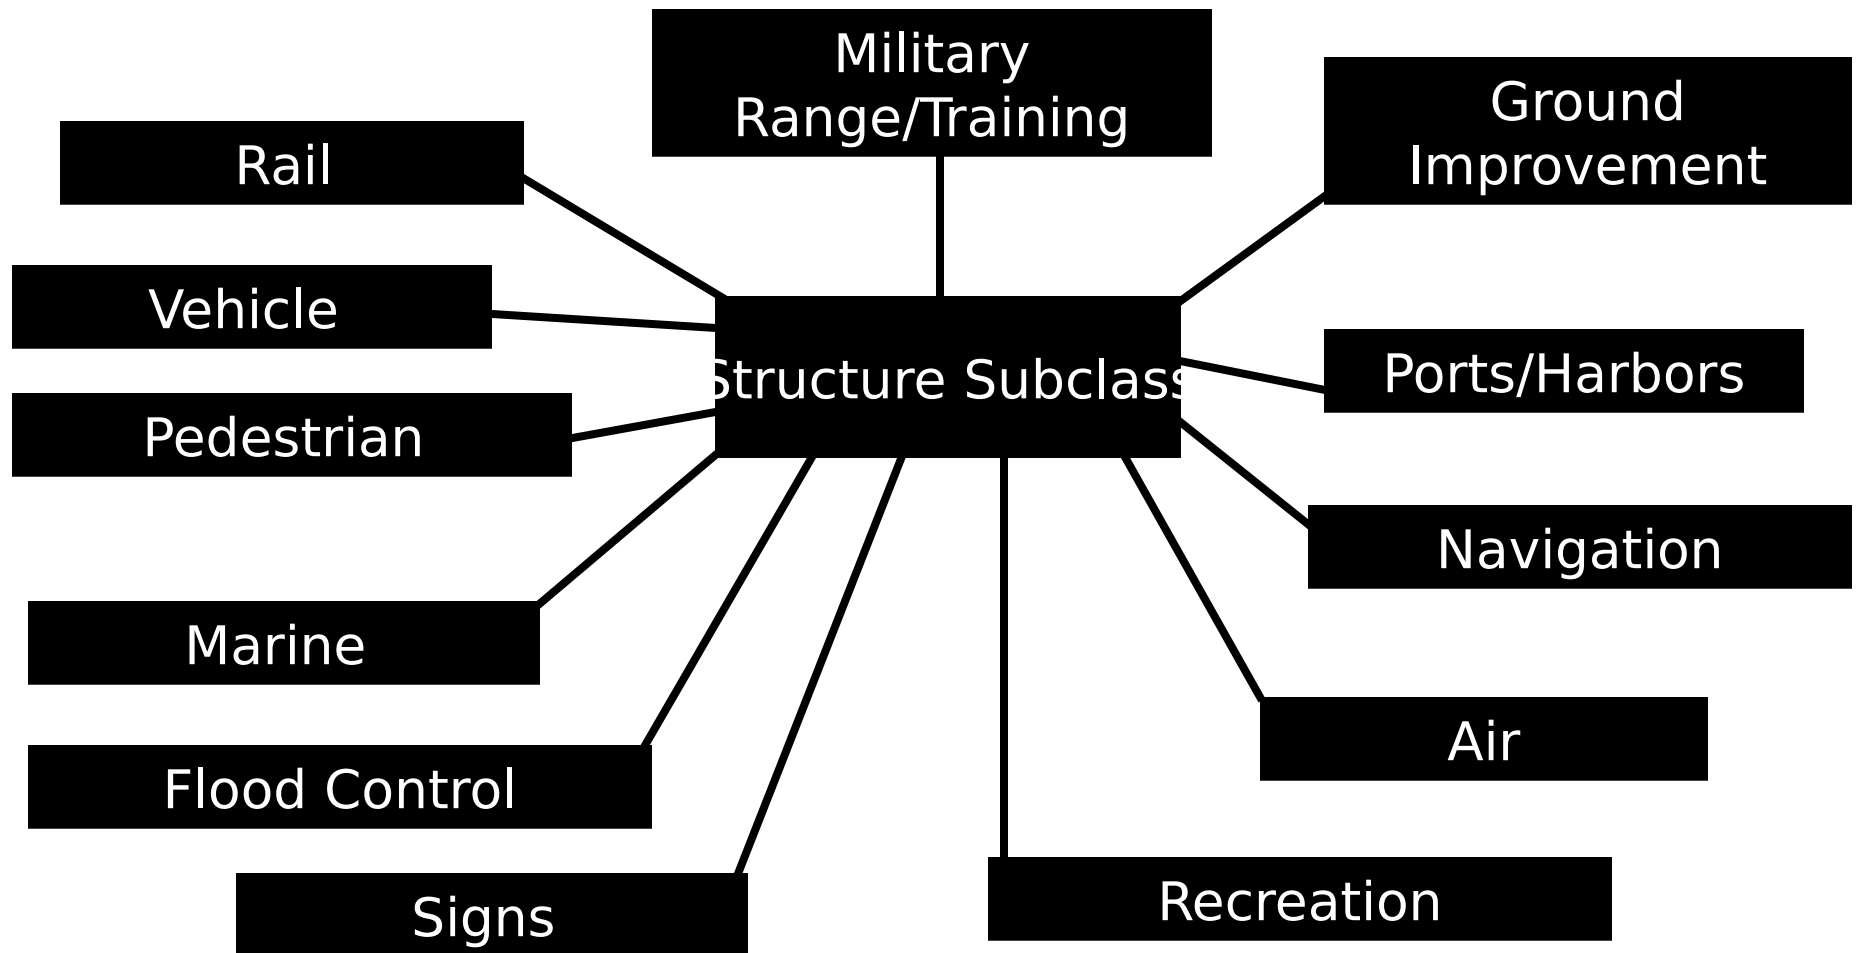 Military
Range/Training
Ground
Improvement
Rail
Vehicle
Structure Subclass
Ports/Harbors
Pedestrian
Navigation
Marine
Air
Flood Control
Recreation
Signs